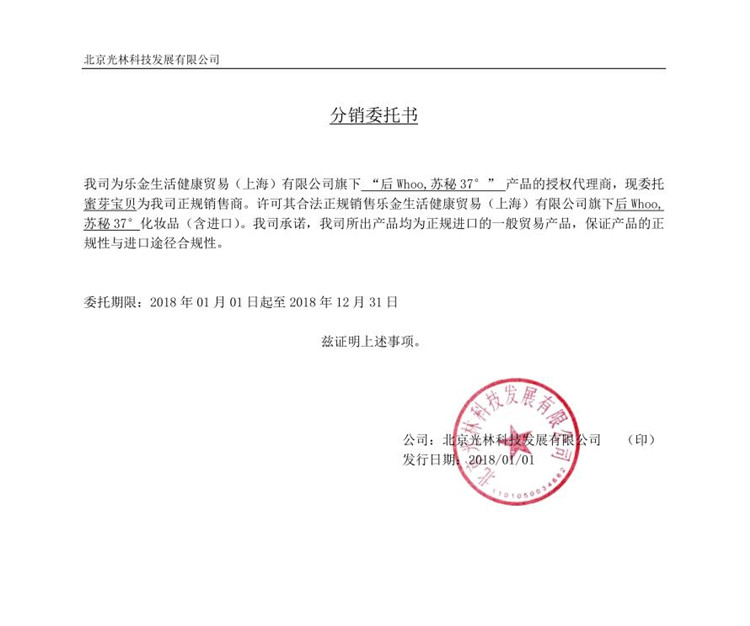 北京光林科技发展有限公司
分销委托书
我司为乐金生活健康贸易（上海）有限公司旗下 “后 Whoo,苏秘 37°” 产品的授权代理商，现委托
蜜芽宝贝为我司正规销售商。许可其合法正规销售乐金生活健康贸易（上海）有限公司旗下后 Whoo,
苏秘 37°化妆品（含进口）。我司承诺，我司所出产品均为正规进口的一般贸易产品，保证产品的正
规性与进口途径合规性。
委托期限：2018 年 01 月 01 日起至 2018 年 12 月 31 日
兹证明上述事项。
公司：北京光林科技发展有限公司 （印）
发行日期：2018/01/01
北京光林科技发展有限公司